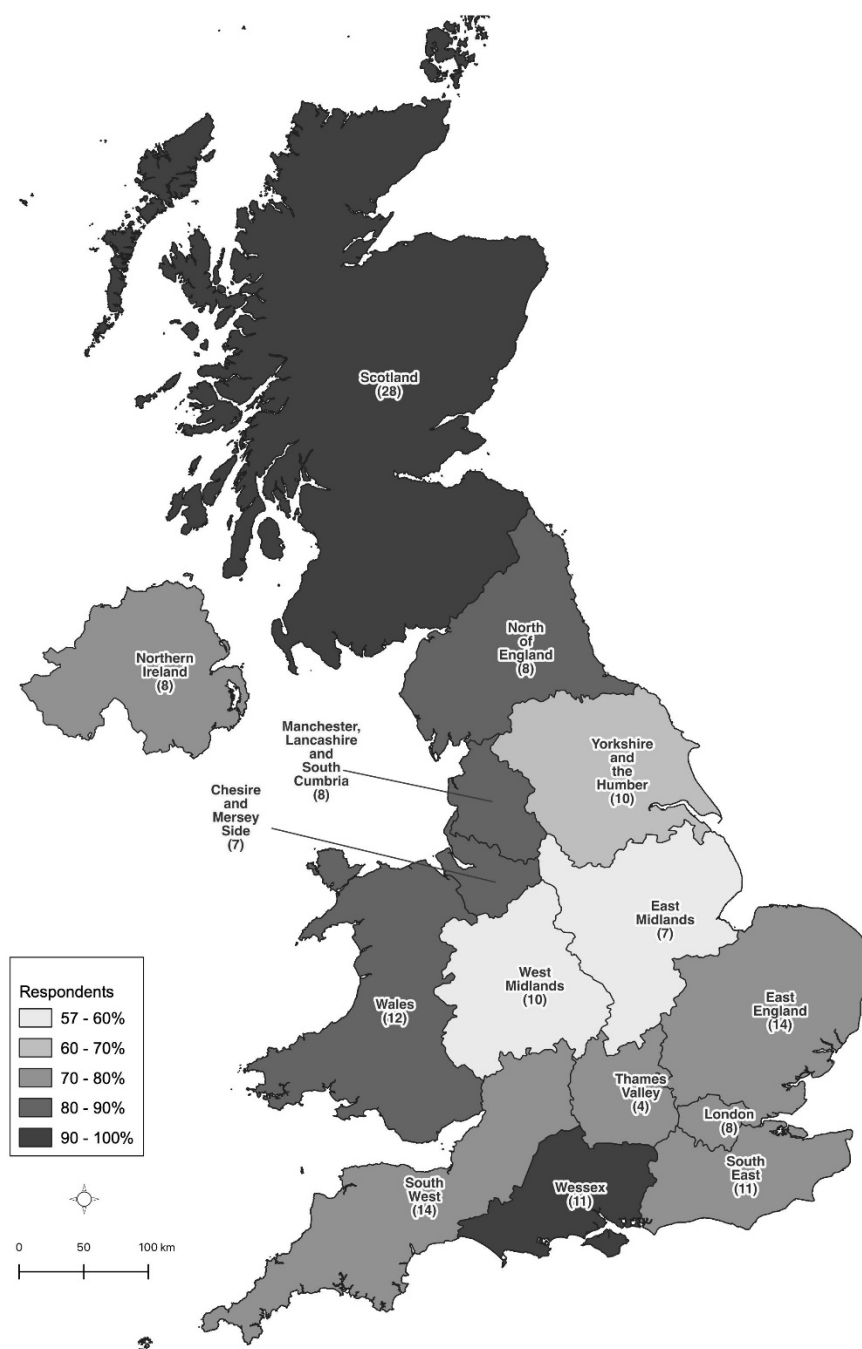 Scotland
(28)
North
of
England
(8)
Northern
Ireland
(8)
Manchester,
Lancashire
and
South
Cumbria
(8)
Yorkshire
and
the
Humber
(10)
Chesire
and
Mersey
Side
(7)
East
Midlands
(7)
West
Midlands
(10)
Wales
(12)
East
England
(14)
Thames
Valley
(4)
London
(8)
South
East
(11)
South
West
(14)
Wessex
(11)
Respondents
57 - 60%
60 - 70%
70 - 80%
80 - 90%
90 - 100%
0 50 100 km